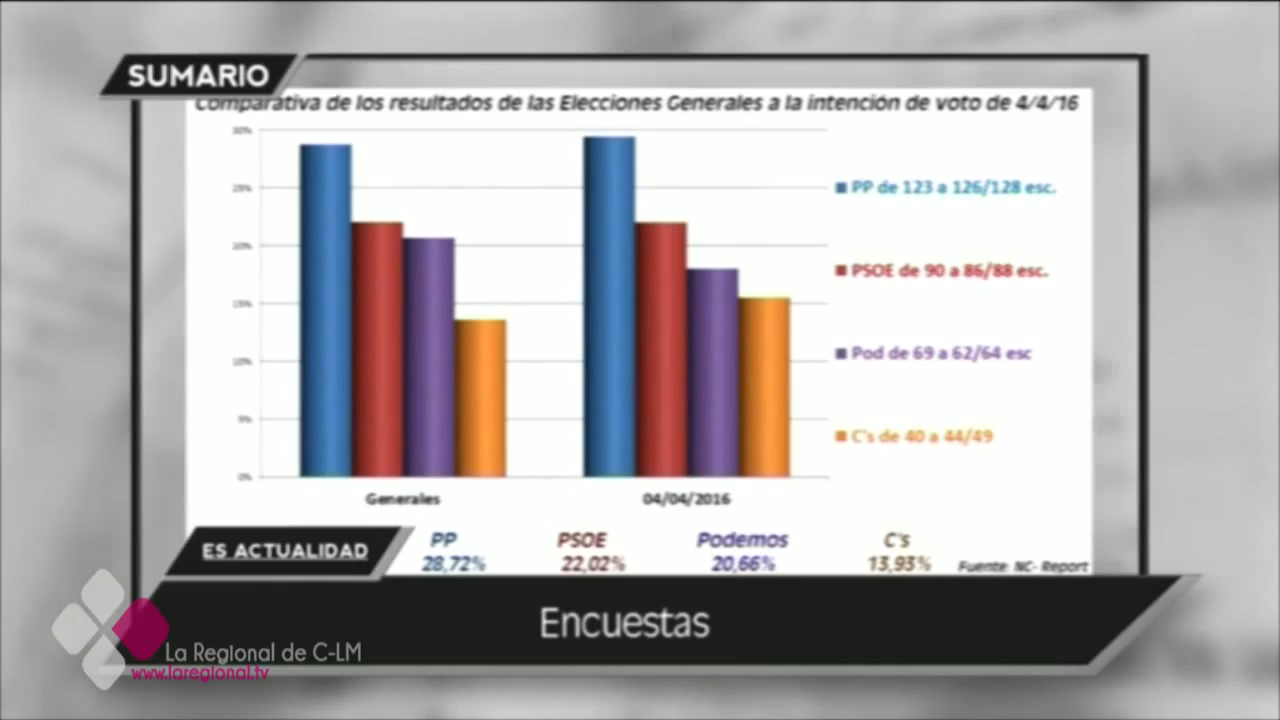 SUMARIO
Comparativa de los resultados de las Elecciones Generales a la intención de voto de 4/4/16
30%
25%
20%
15%
10%
5%
0%
Generales
04/04/2016
PP de 123 a 126/128 esc.
PSOE de 90 a 86/88 esc.
Pod de 69 a 62/64 esc
C's de 40 a 44/49
ES ACTUALIDAD
PP PSOE Podemos C's
28,72% 22,02% 20,66% 13,93%
Fuente: NC- Report
Encuestas
La Regional de C-LM
www.laregional.tv